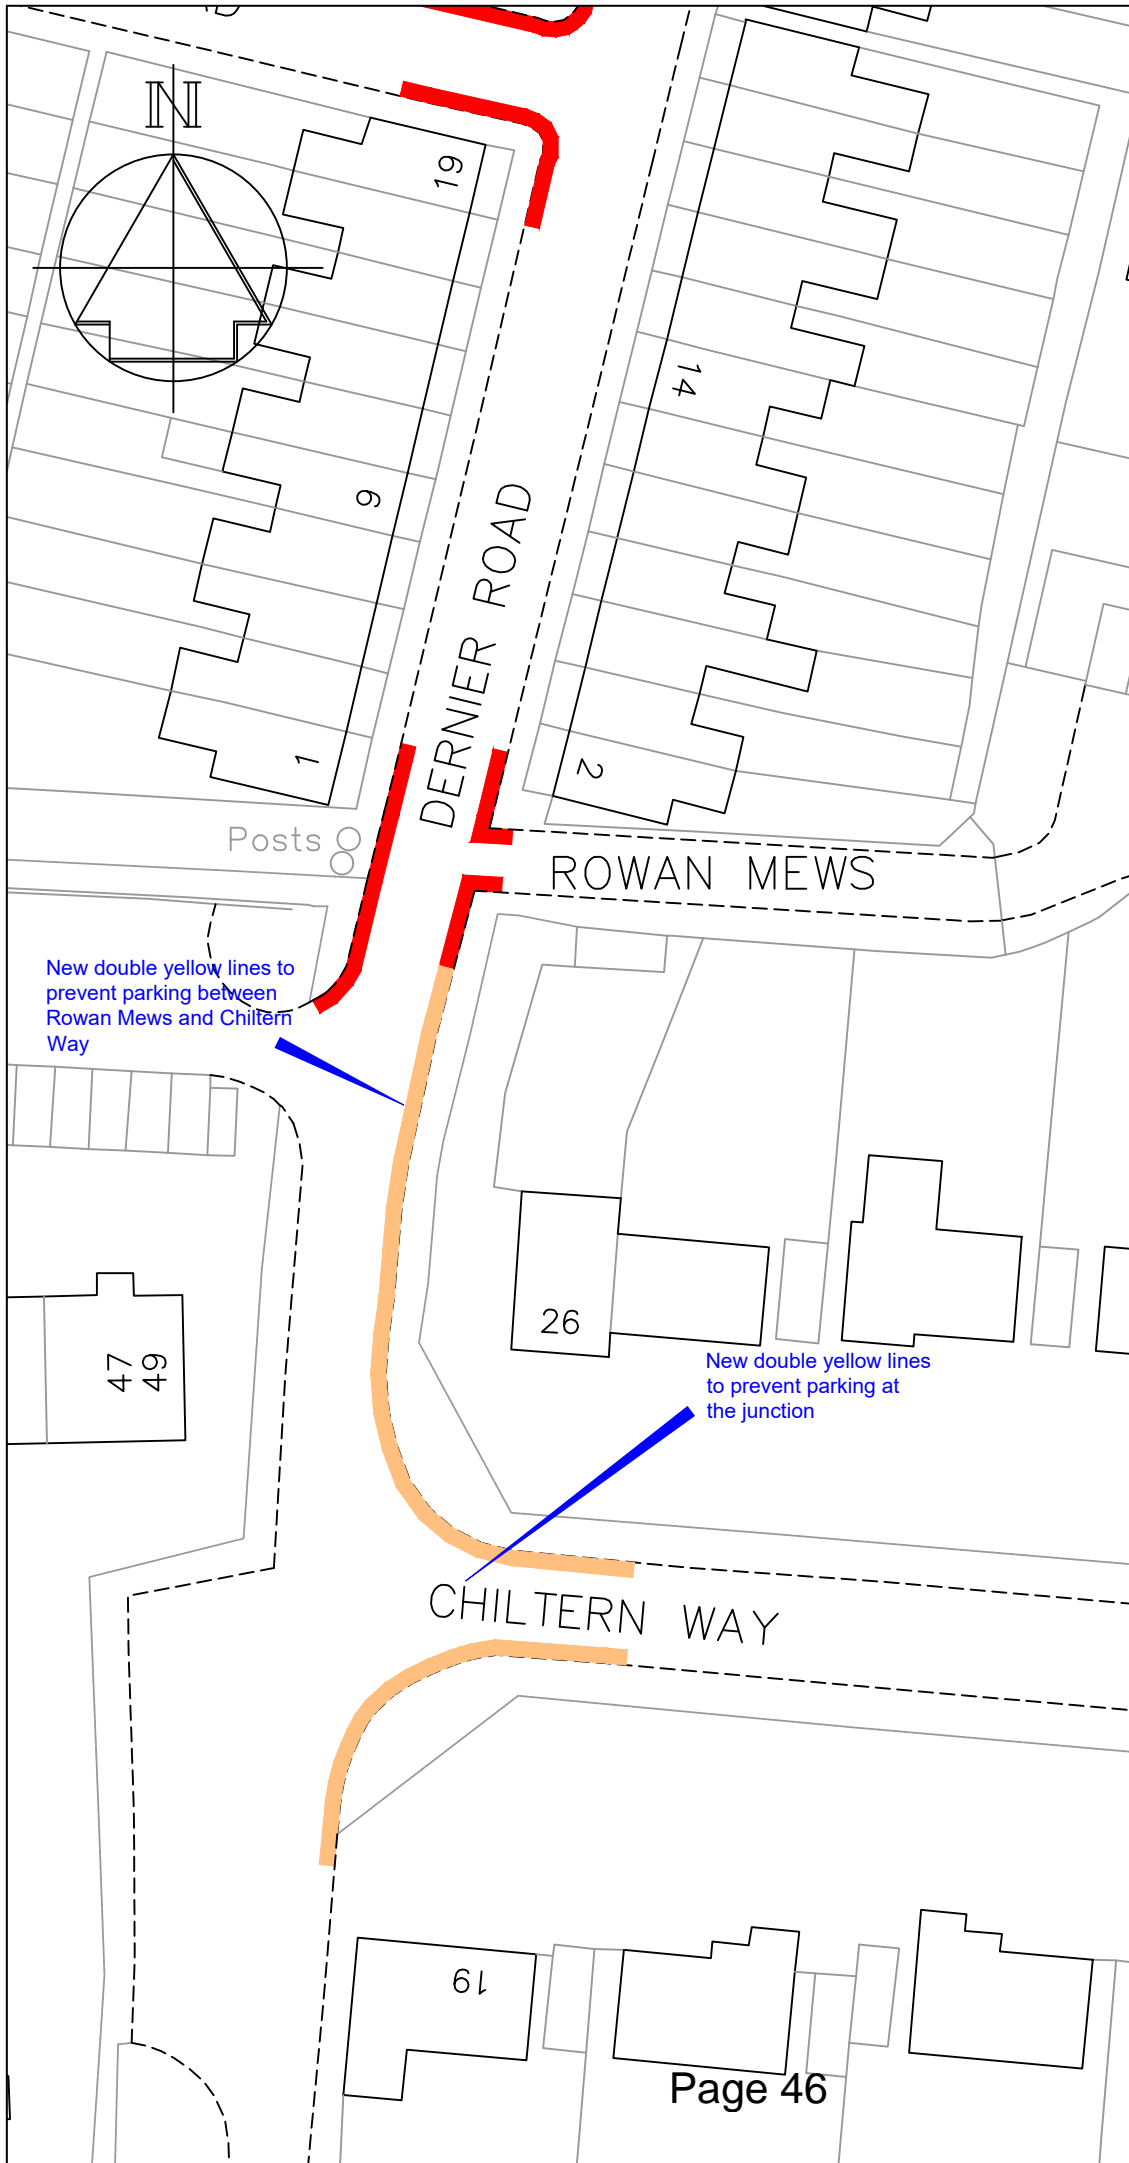 N
19
14
9
DERNIER ROAD
1
2
Posts
ROWAN MEWS
New double yellow lines to
prevent parking between
Rowan Mews and Chiltern
Way
26
47
49
New double yellow lines
to prevent parking at
the junction
CHILTERN WAY
19
Page 46